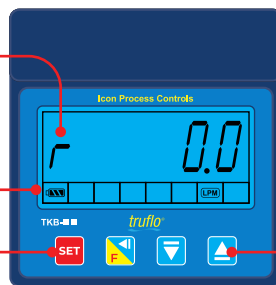 Icon Process Controls
r 0.0
LPM
TKB-■■ truflo®
SET F